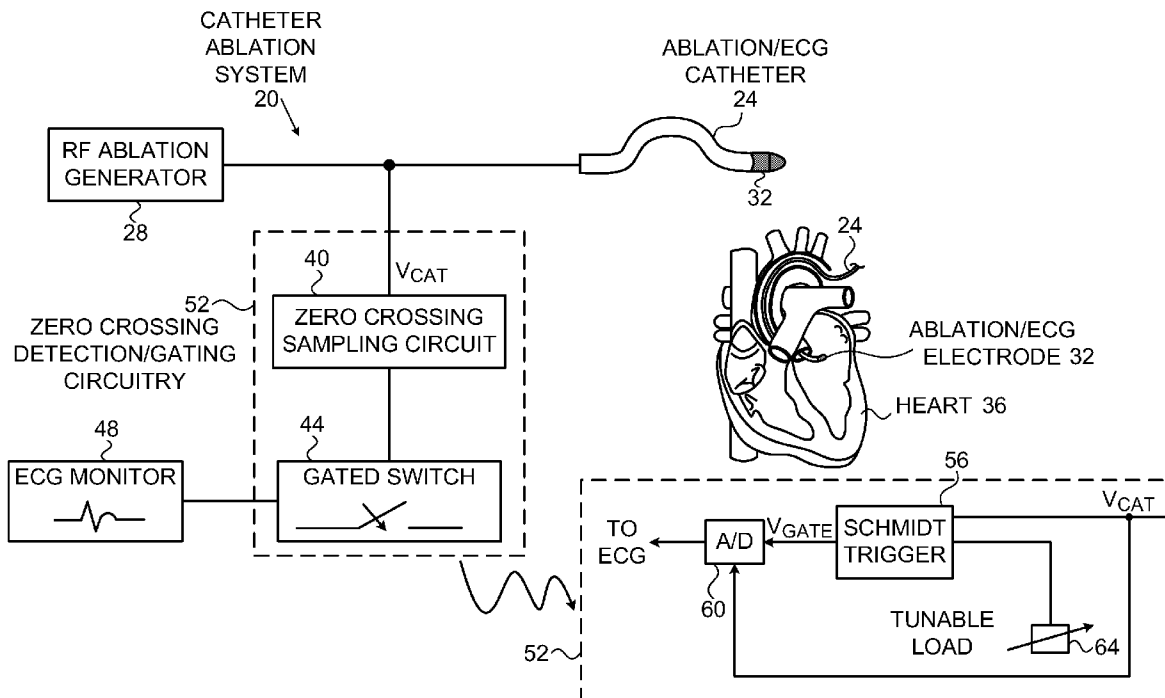 CATHETER
ABLATION
SYSTEM
20
ABLATION/ECG
CATHETER
24
RF ABLATION
GENERATOR
28
32
52
VCAT
40
ZERO CROSSING
SAMPLING CIRCUIT
ZERO CROSSING
DETECTION/GATING
CIRCUITRY
24
ABLATION/ECG
ELECTRODE 32
HEART 36
48
ECG MONITOR
44
GATED SWITCH
56
VCAT
TO
ECG
A/D
60
VGATE
SCHMIDT
TRIGGER
TUNABLE
LOAD
64
52